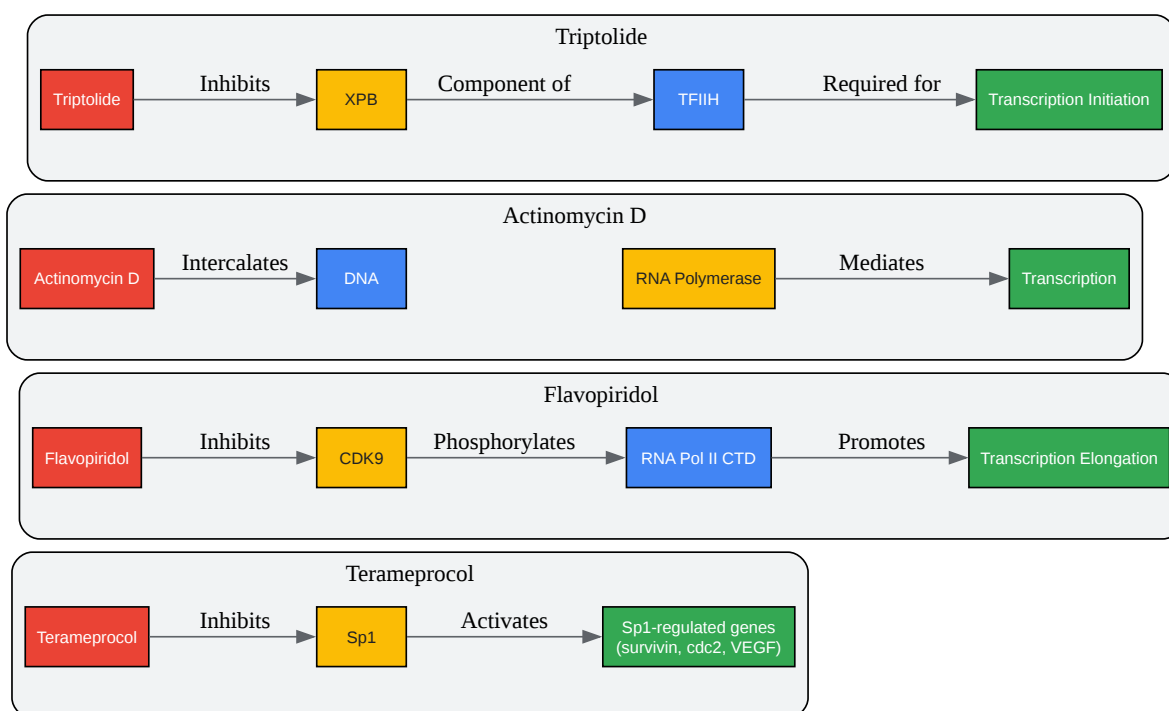 Triptolide
Triptolide
Inhibits
XPB
Component of
TFIIH
Required for
Transcription Initiation
Actinomycin D
Actinomycin D
Intercalates
DNA
RNA Polymerase
Mediates
Transcription
Flavopiridol
Flavopiridol
Inhibits
CDK9
Phosphorylates
RNA Pol II CTD
Promotes
Transcription Elongation
Terameprocol
Terameprocol
Inhibits
Sp1
Activates
Sp1-regulated genes
(survivin, cdc2, VEGF)